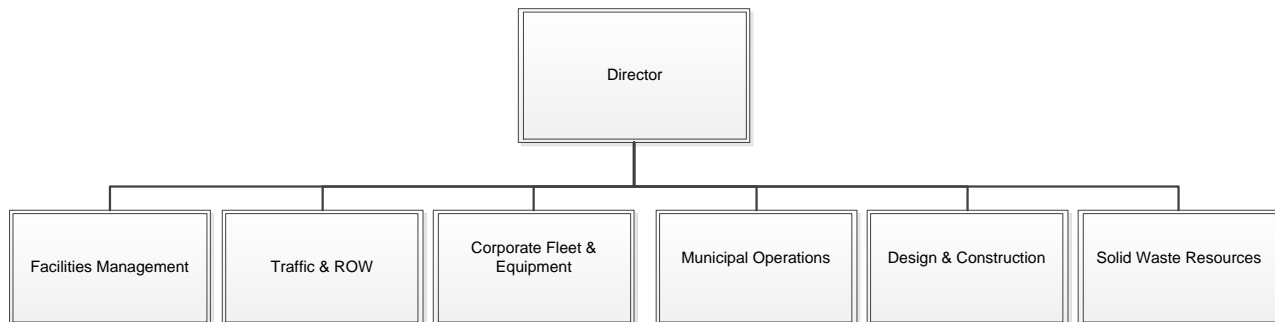 Director
Facilities Management
Traffic & ROW
Corporate Fleet &
Equipment
Municipal Operations
Design & Construction
Solid Waste Resources